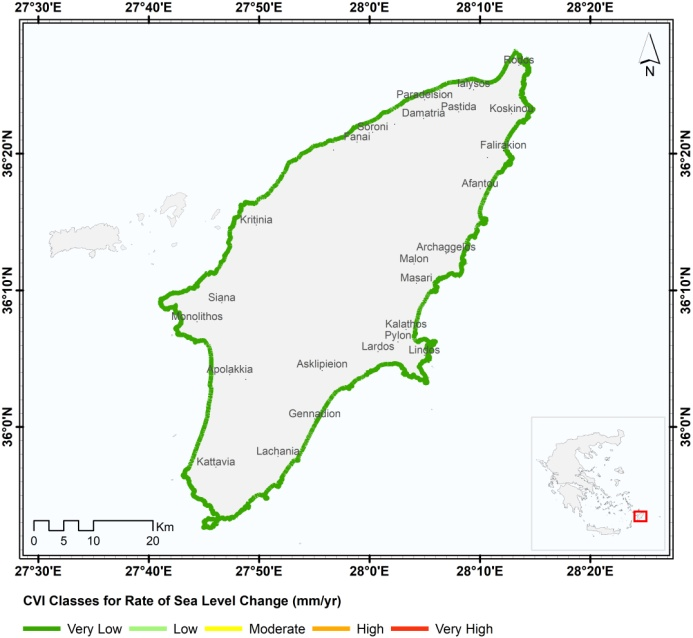 27°30'E 27°40'E 27°50'E 28°0'E 28°10'E 28°20'E
N
Rodos
Ialysos
Paradeision
Pastida
Koskinou
Damatria
Soroni
Fanai
36°20'N 36°20'N
Falirakion
Afantou
Kritinia
Archaggelos
Malon
Masari
36°10'N 36°10'N
Siana
Monolithos
Kalathos
Pylon
Lardos
Lindos
Asklipieion
Apolakkia
Gennadion
36°0'N 36°0'N
Lachania
Kattavia
Km
0 5 10 20
27°30'E 27°40'E 27°50'E 28°0'E 28°10'E 28°20'E
CVI Classes for Rate of Sea Level Change (mm/yr)
Very Low Low Moderate High Very High